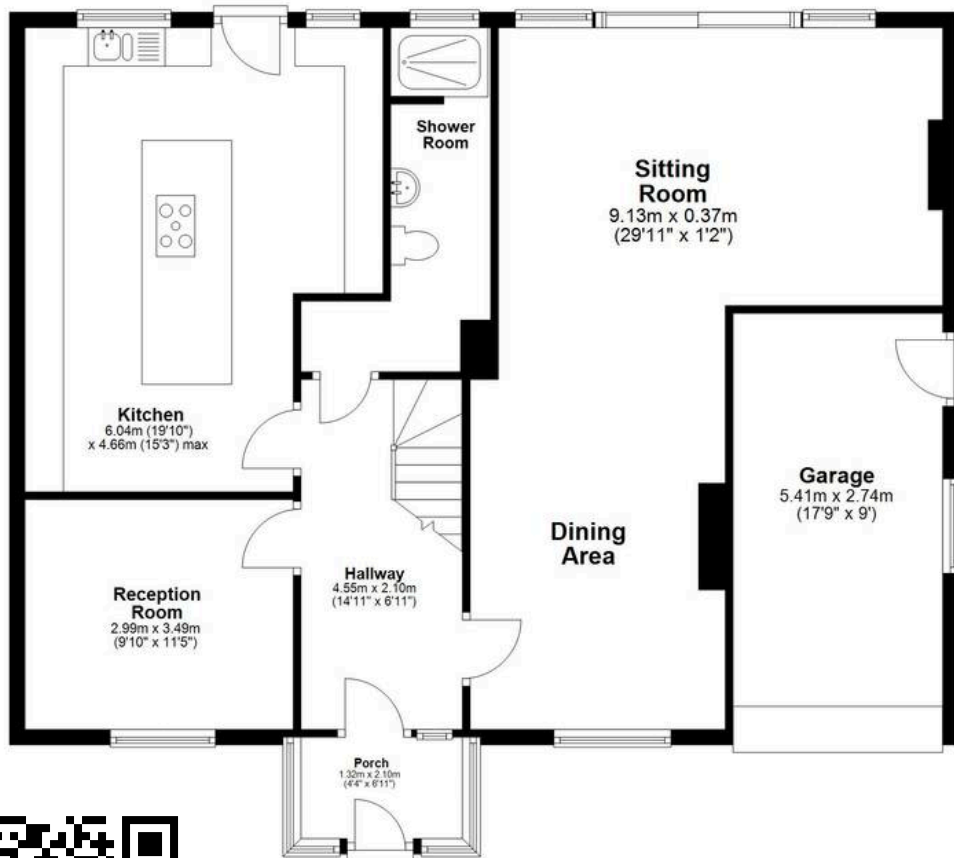 Shower
Room
Sitting
Room
9.13m x 0.37m
(29'11" x 1'2")
Kitchen
6.04m (19'10")
x 4.66m (15'3") max
Garage
5.41m x 2.74m
(17'9" x 9')
Dining
Area
Hallway
4.55m x 2.10m
(14'11" x 6'11")
Reception
Room
2.99m x 3.49m
(9'10" x 11'5")
Porch
1.32m x 2.10m
(4'4" x 6'11")